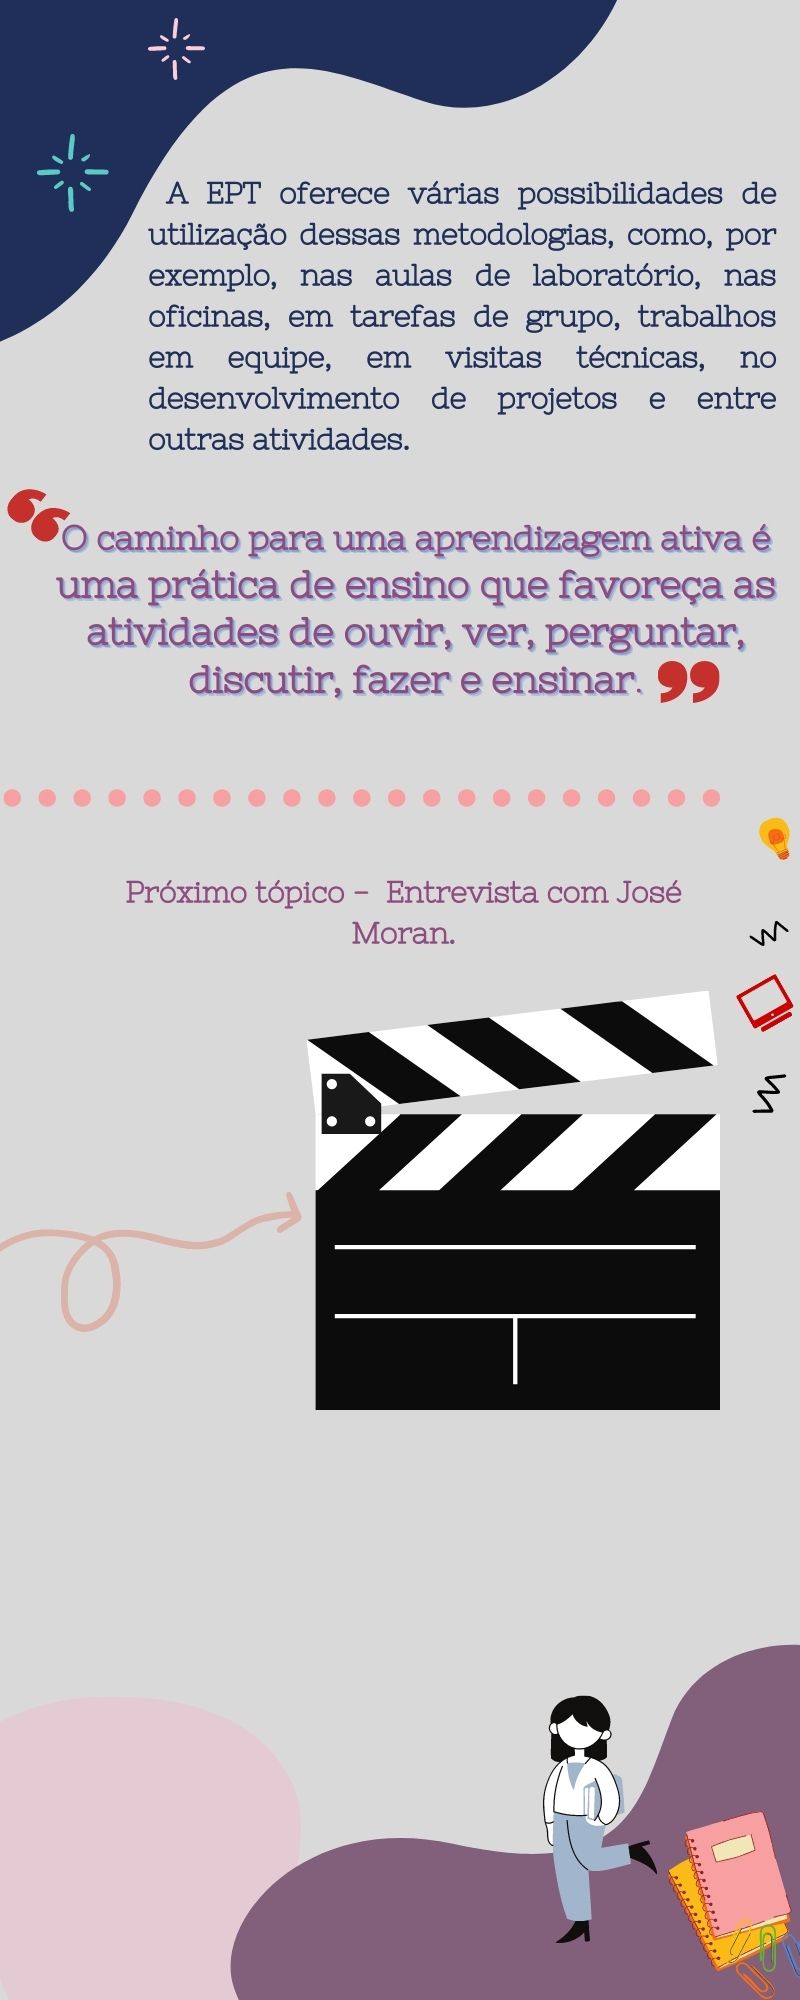 A EPT oferece várias possibilidades de
utilização dessas metodologias, como, por
exemplo, nas aulas de laboratório, nas
oficinas, em tarefas de grupo, trabalhos
em equipe, em visitas técnicas, no
desenvolvimento de projetos e entre
outras atividades.
“O caminho para uma aprendizagem ativa é
uma prática de ensino que favoreça as
atividades de ouvir, ver, perguntar,
discutir, fazer e ensinar. ”
Próximo tópico - Entrevista com José
Moran.